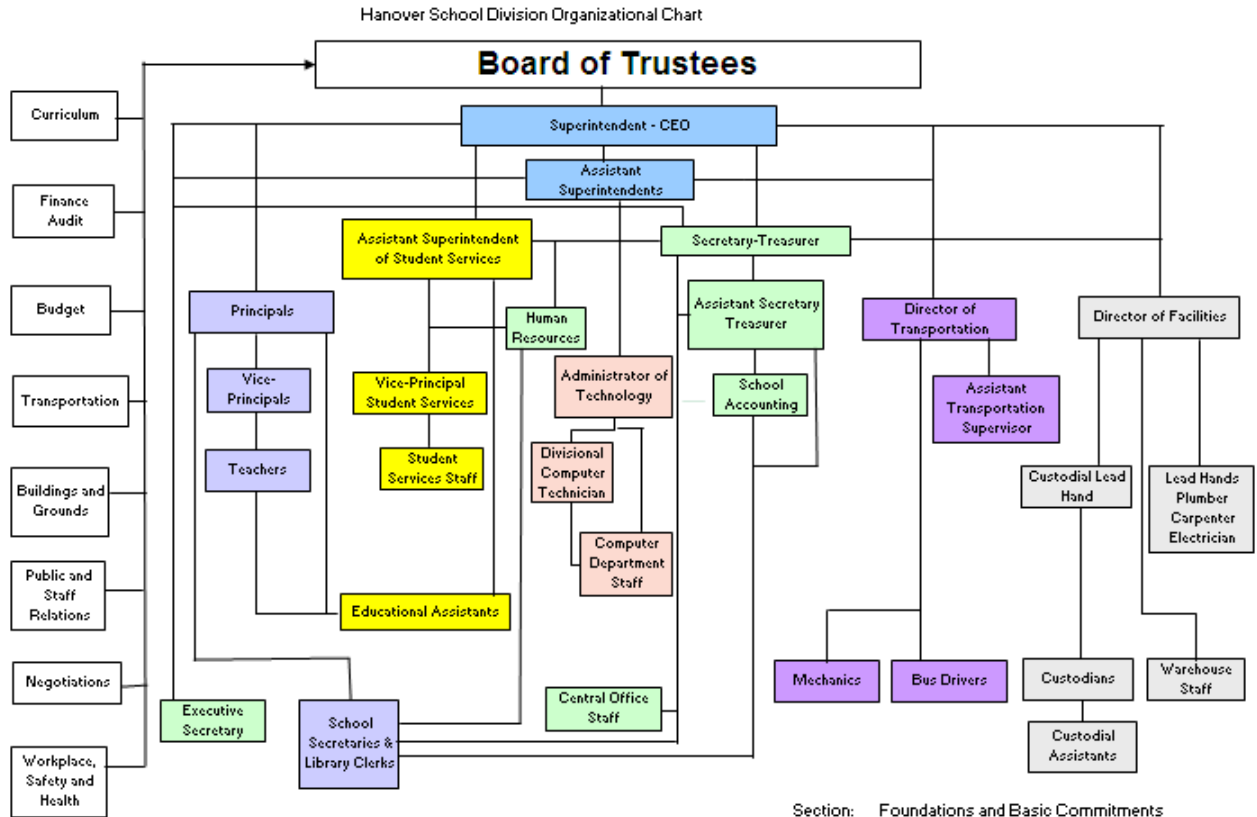 Hanover School Division Organizational Chart
Board of Trustees
Curriculum
Finance
Audit
Budget
Transportation
Buildings and
Grounds
Public and
Staff
Relations
Negotiations
Workplace,
Safety and
Health
Superintendent - CEO
Assistant
Superintendents
Assistant Superintendent
of Student Services
Secretary-Treasurer
Principals
Human
Resources
Assistant Secretary
Treasurer
Director of
Transportation
Director of Facilities
Vice-
Principals
Vice-Principal
Student Services
Administrator of
Technology
School
Accounting
Assistant
Transportation
Supervisor
Teachers
Student
Services Staff
Divisional
Computer
Technician
Custodial Lead
Hand
Lead Hands
Plumber
Carpenter
Electrician
Computer
Department
Staff
Educational Assistants
Mechanics
Bus Drivers
Custodians
Warehouse
Staff
Executive
Secretary
School
Secretaries &
Library Clerks
Central Office
Staff
Custodial
Assistants
Section: Foundations and Basic Commitments